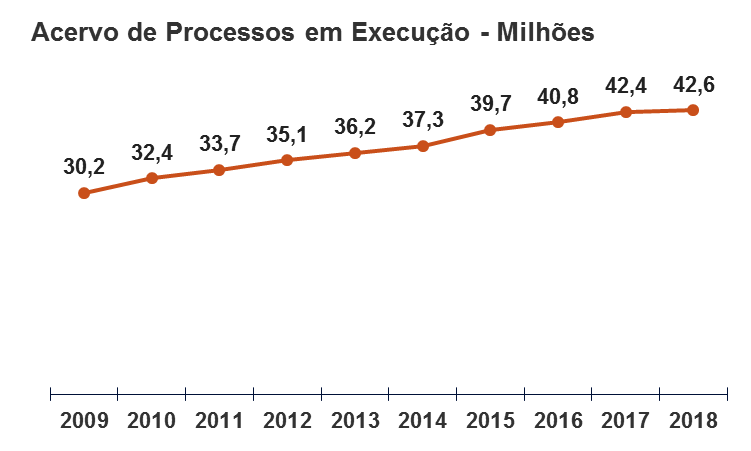 Acervo de Processos em Execução - Milhões
30,2 32,4 33,7 35,1 36,2 37,3 39,7 40,8 42,4 42,6
2009 2010 2011 2012 2013 2014 2015 2016 2017 2018